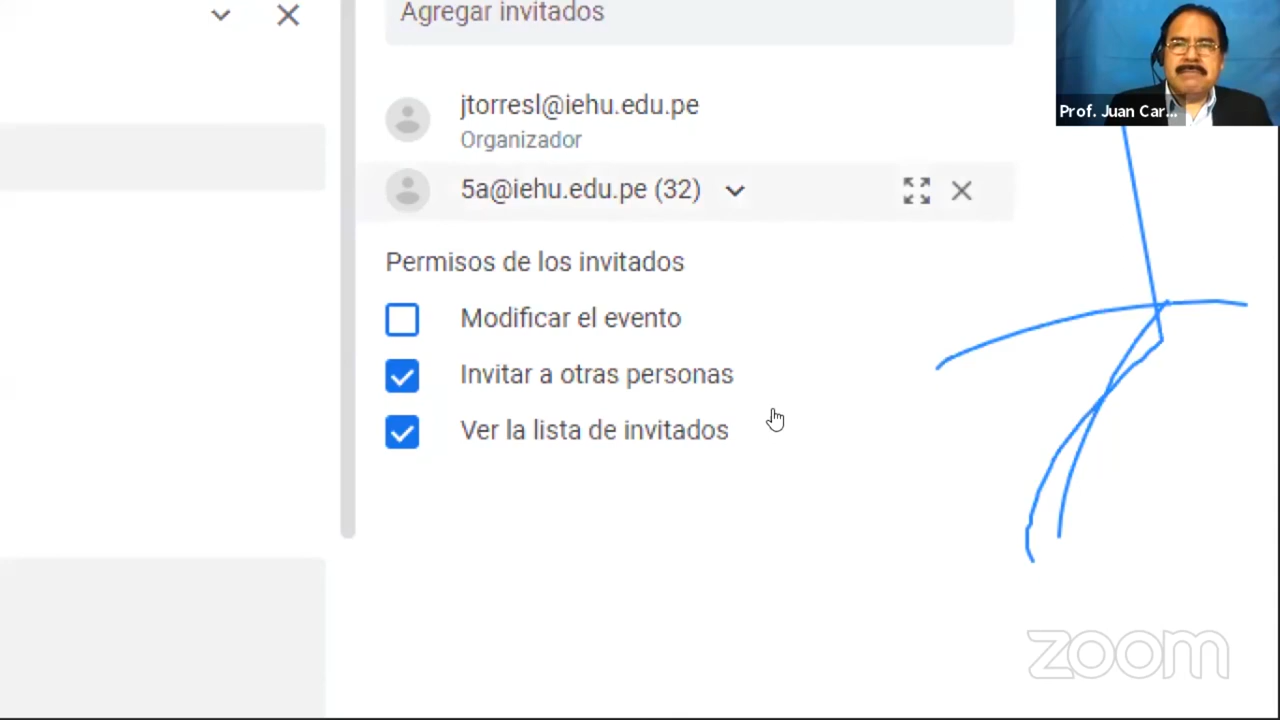 Agregar invitados
jtorresl@iehu.edu.pe
Organizador
5a@iehu.edu.pe (32)
Permisos de los invitados
Modificar el evento
Invitar a otras personas
Ver la lista de invitados
Prof. Juan Car...
zoom